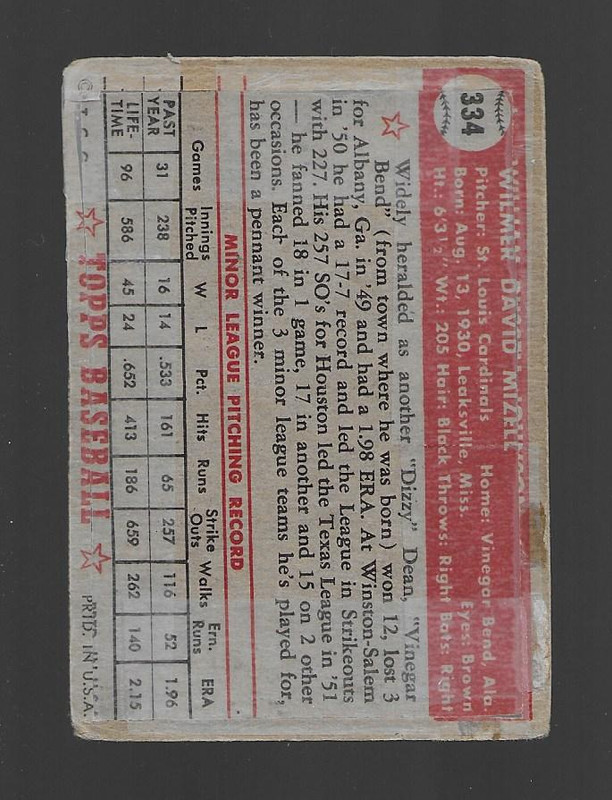 334
WILMER DAVID MIZELL
Pitcher: St. Louis Cardinals Home: Vinegar Bend, Ala.
Born: Aug. 13, 1930, Leaksville, Miss. Eyes: Brown
Ht.: 6'3½" Wt.: 205 Hair: Black Throws: Right Bats: Right
Widely heralded as another "Dizzy" Dean, "Vinegar
Bend" (from town where he was born) won 12, lost 3
for Albany, Ga. in '49 and had a 1.98 ERA. At Winston-Salem
in '50 he had a 17-7 record and led the League in Strikeouts
with 227. His 257 SO's for Houston led the Texas League in '51
— he fanned 18 in 1 game, 17 in another and 15 on 2 other
occasions. Each of the 3 minor league teams he's played for,
has been a pennant winner.
MINOR LEAGUE PITCHING RECORD
Games Innings Pitched W L Pct. Hits Runs Strike Outs Walks Ern. Runs ERA
PAST YEAR 31 238 16 14 .533 161 65 257 116 52 1.96
LIFE-TIME 96 586 45 24 .652 413 186 659 262 140 2.15
TOPPS BASEBALL
PRTD. IN U.S.A.